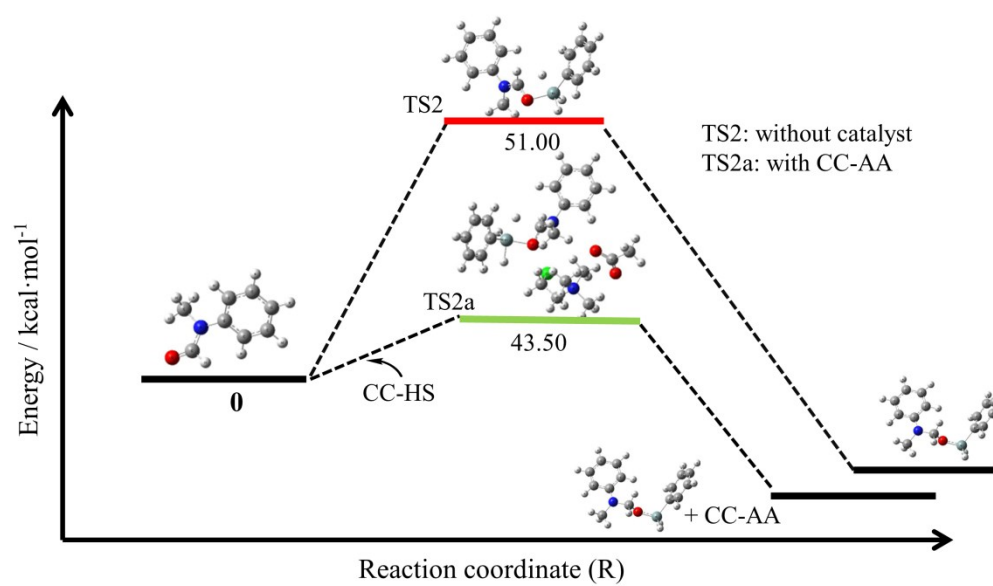 TS2
51.00
TS2: without catalyst
TS2a: with CC-AA
TS2a
43.50
0
CC-HS
+ CC-AA
Energy / kcal·mol⁻¹
Reaction coordinate (R)